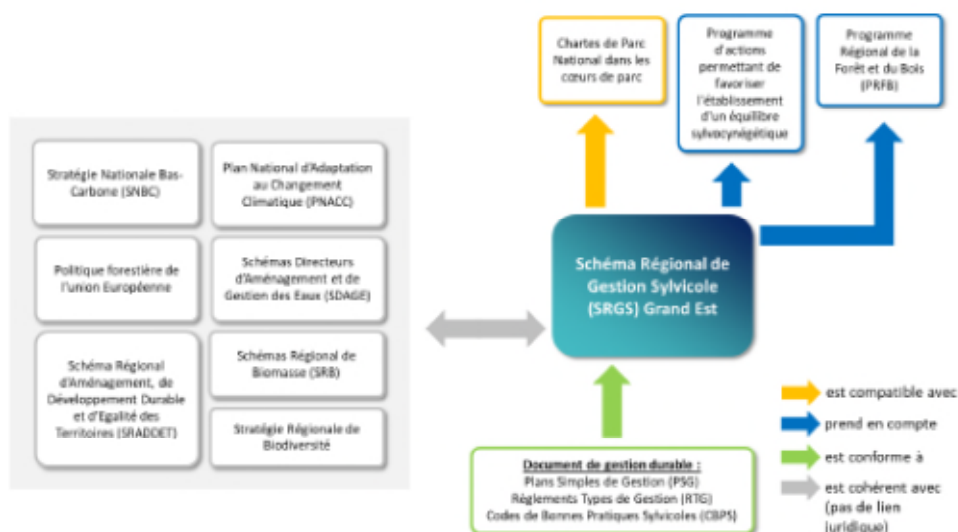 Chartes de Parc
National dans les
cœurs de parc
Programme
d'actions
permettant de
favoriser
l'établissement
d'un équilibre
sylvocynégétique
Programme
Régional de la
Forêt et du Bois
(PRFB)
Stratégie Nationale Bas-
Carbone (SNBC)
Plan National d'Adaptation
au Changement
Climatique (PNACC)
Politique forestière de
l'union Européenne
Schémas Directeurs
d'Aménagement et de
Gestion des Eaux (SDAGE)
Schéma Régional
d'Aménagement, de
Développement Durable
et d'Egalité des
Territoires (SRADDET)
Schémas Régional de
Biomasse (SRB)
Stratégie Régionale de
Biodiversité
Schéma Régional de
Gestion Sylvicole
(SRGS) Grand Est
Document de gestion durable :
Plans Simples de Gestion (PSG)
Règlements Types de Gestion (RTG)
Codes de Bonnes Pratiques Sylvicoles (CBPS)
est compatible avec
prend en compte
est conforme à
est cohérent avec
(pas de lien
juridique)